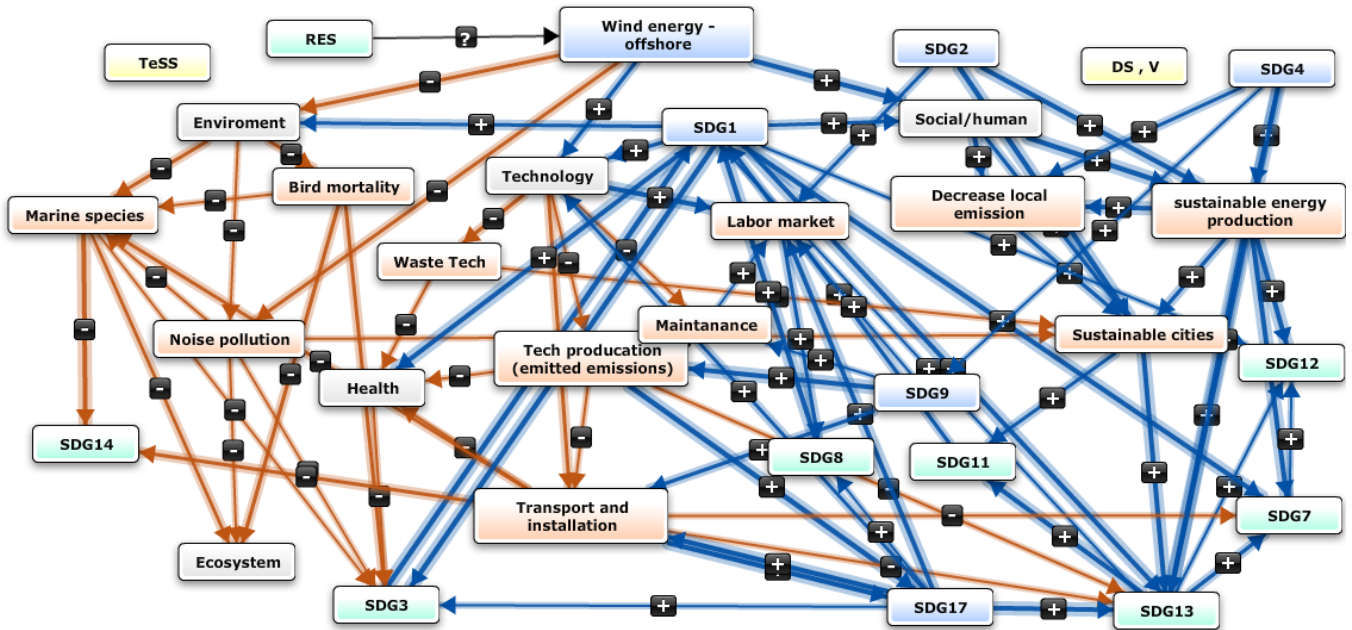 RES
?
Wind energy -
offshore
SDG2
TeSS
DS , V
SDG4
Enviroment
SDG1
Social/human
Bird mortality
Technology
Marine species
Decrease local
emission
sustainable energy
production
Labor market
Waste Tech
Noise pollution
Maintanance
Sustainable cities
Tech producation
(emitted emissions)
SDG12
Health
SDG9
SDG14
SDG8
SDG11
Transport and
installation
SDG7
Ecosystem
SDG3
SDG17
SDG13